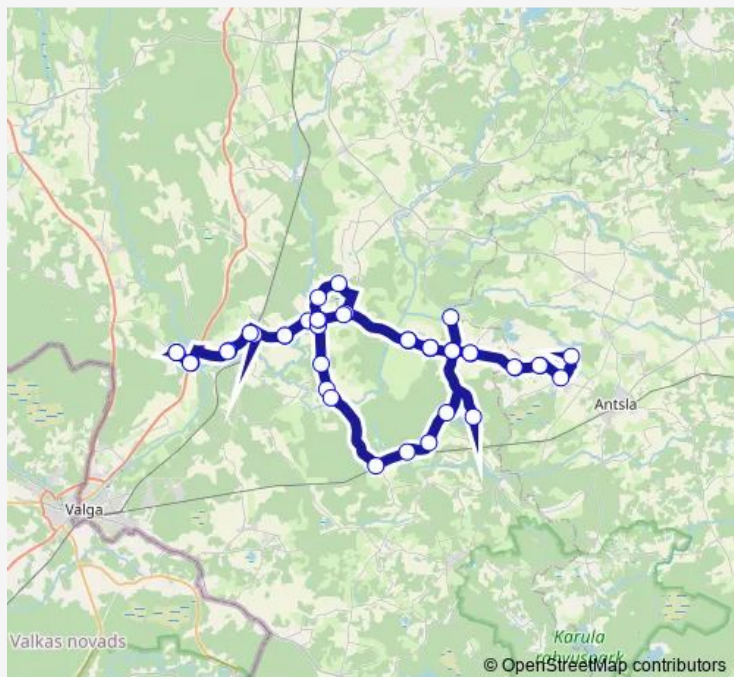 Antsla
Valga
Valkas novads
Karula
rahvuspark
© OpenStreetMap contributors